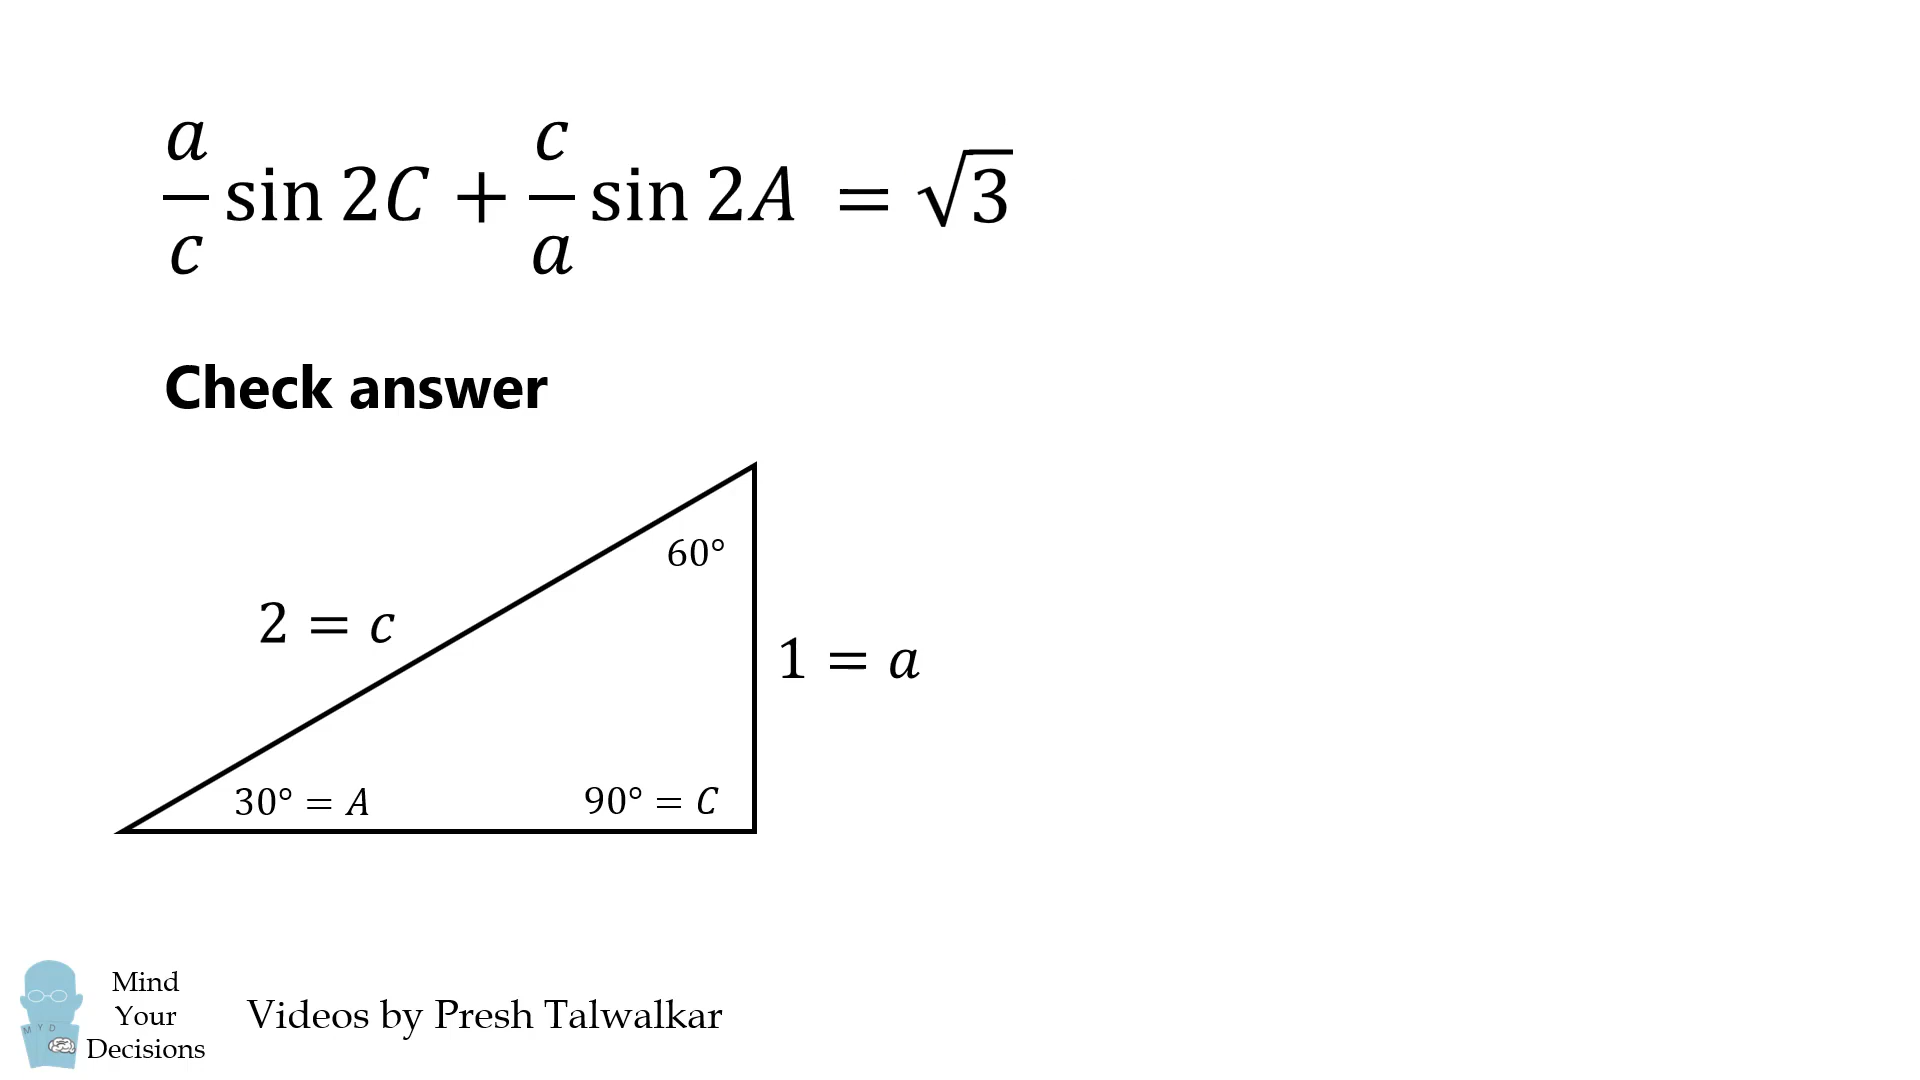 a/c sin 2C + c/a sin 2A = √3
Check answer
60°
2 = c
1 = a
30° = A
90° = C
Mind
Your
Decisions
M Y D
Videos by Presh Talwalkar